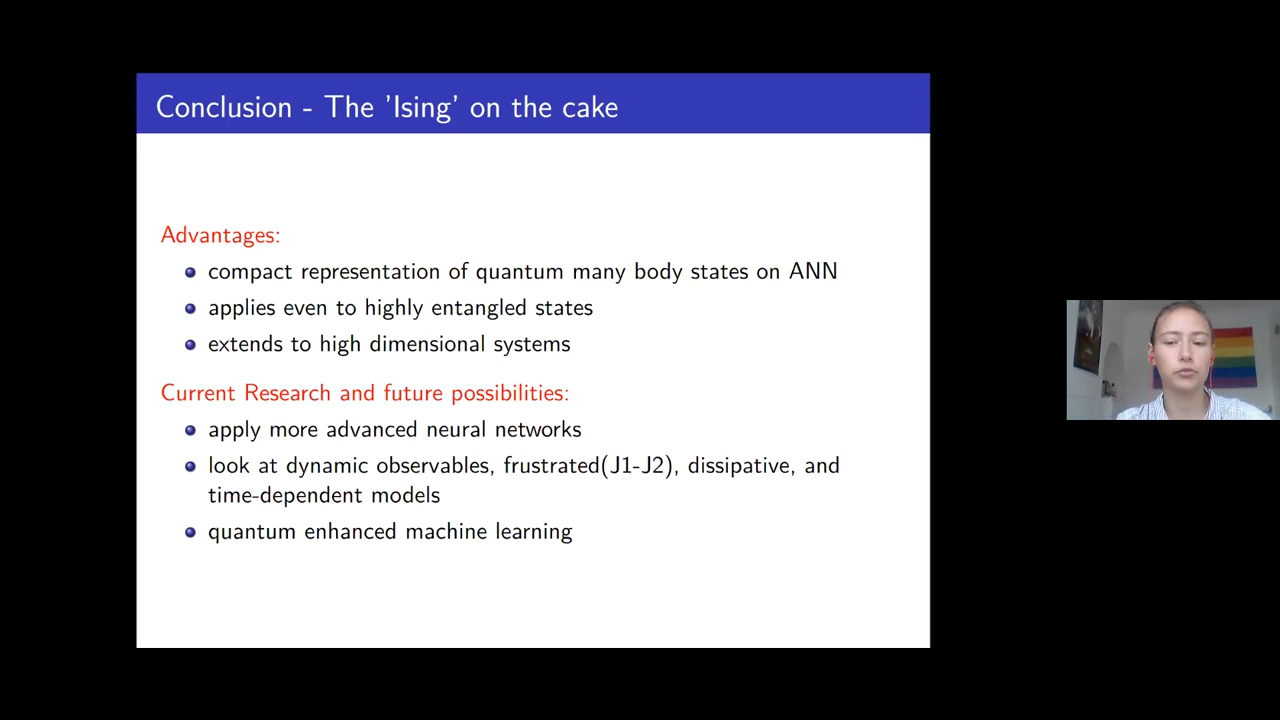 Conclusion - The 'Ising' on the cake
Advantages:
compact representation of quantum many body states on ANN
applies even to highly entangled states
extends to high dimensional systems
Current Research and future possibilities:
apply more advanced neural networks
look at dynamic observables, frustrated(J1-J2), dissipative, and
time-dependent models
quantum enhanced machine learning